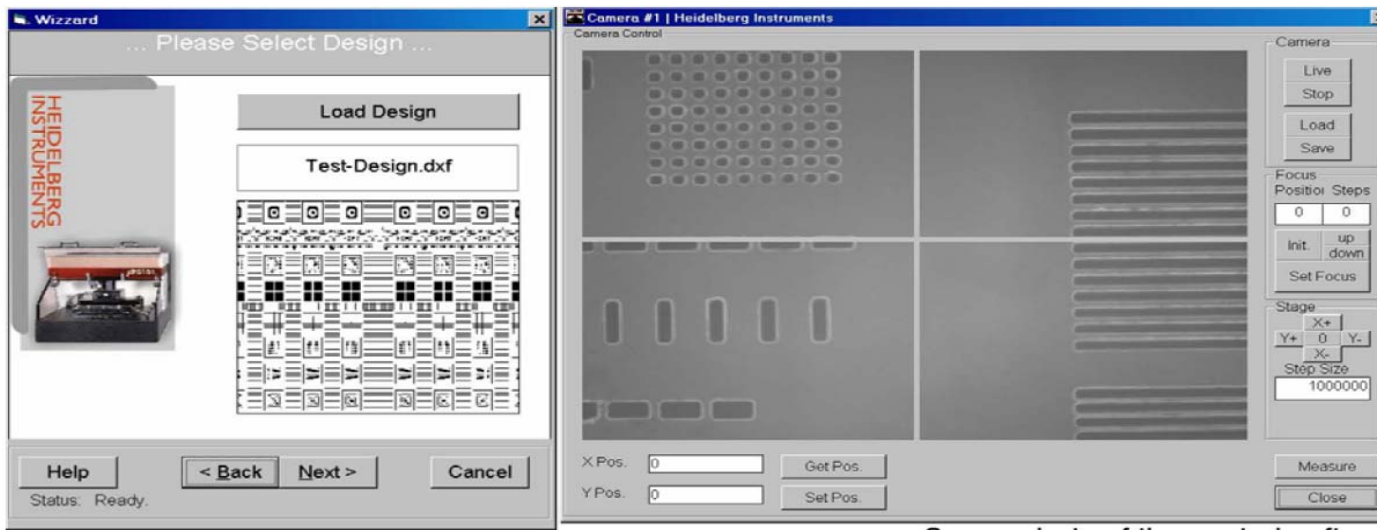 Wizzard
... Please Select Design ...
HEIDELBERG
INSTRUMENTS
Load Design
Test-Design.dxf
Help
< Back
Next >
Cancel
Status: Ready.
Camera #1 | Heidelberg Instruments
Camera Control
Camera
Live
Stop
Load
Save
Focus
Position Steps
0 0
Init.
up
down
Set Focus
Stage
X+
Y+ 0 Y-
X-
Step Size
1000000
X Pos. 0
Get Pos.
Y Pos. 0
Set Pos.
Measure
Close